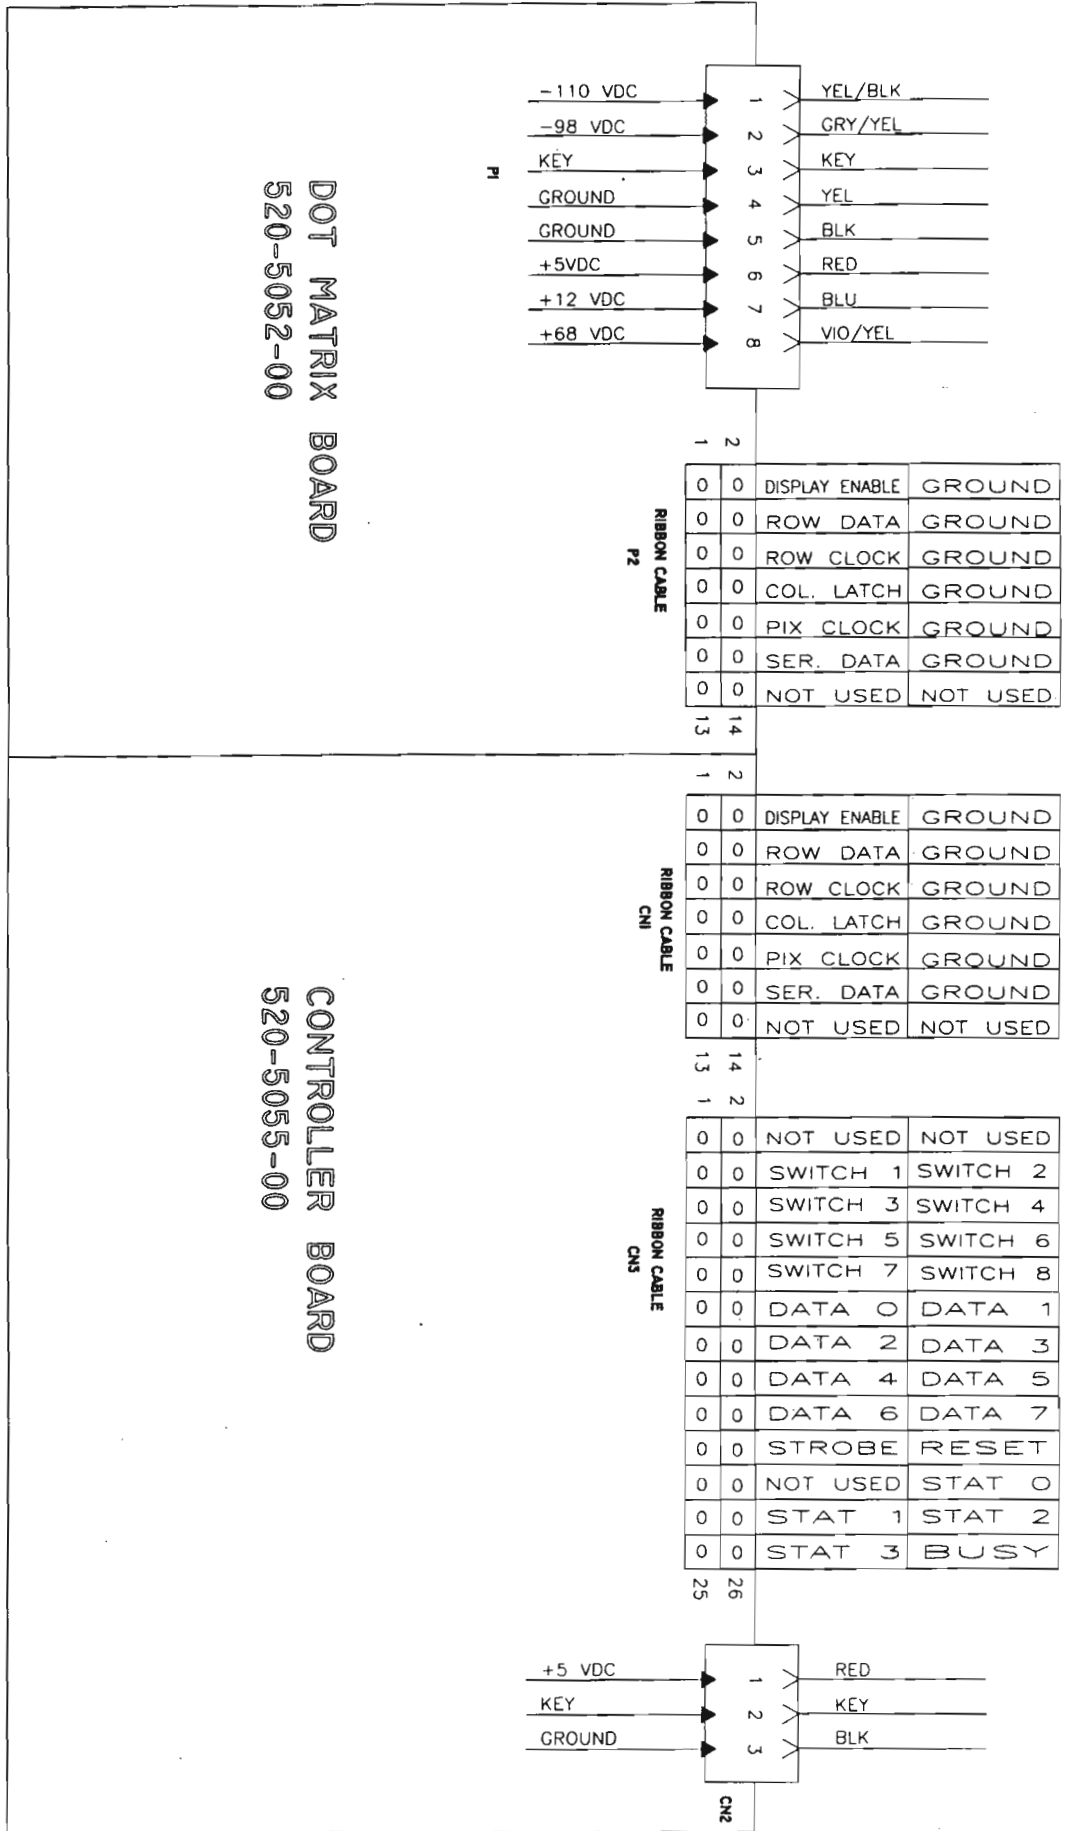 -110 VDC 1 YEL/BLK
-98 VDC 2 GRY/YEL
KEY 3 KEY
GROUND 4 YEL
GROUND 5 BLK
+5VDC 6 RED
+12 VDC 7 BLU
+68 VDC 8 VIO/YEL
P1
DOT MATRIX BOARD
520-5052-00
1 2
0 0 DISPLAY ENABLE GROUND
0 0 ROW DATA GROUND
0 0 ROW CLOCK GROUND
0 0 COL. LATCH GROUND
0 0 PIX CLOCK GROUND
0 0 SER. DATA GROUND
0 0 NOT USED NOT USED
13 14
RIBBON CABLE
P2
1 2
0 0 DISPLAY ENABLE GROUND
0 0 ROW DATA GROUND
0 0 ROW CLOCK GROUND
0 0 COL. LATCH GROUND
0 0 PIX CLOCK GROUND
0 0 SER. DATA GROUND
0 0 NOT USED NOT USED
13 14
RIBBON CABLE
CN1
CONTROLLER BOARD
520-5055-00
1 2
0 0 NOT USED NOT USED
0 0 SWITCH 1 SWITCH 2
0 0 SWITCH 3 SWITCH 4
0 0 SWITCH 5 SWITCH 6
0 0 SWITCH 7 SWITCH 8
0 0 DATA 0 DATA 1
0 0 DATA 2 DATA 3
0 0 DATA 4 DATA 5
0 0 DATA 6 DATA 7
0 0 STROBE RESET
0 0 NOT USED STAT 0
0 0 STAT 1 STAT 2
0 0 STAT 3 BUSY
25 26
RIBBON CABLE
CN3
+5 VDC 1 RED
KEY 2 KEY
GROUND 3 BLK
CN2